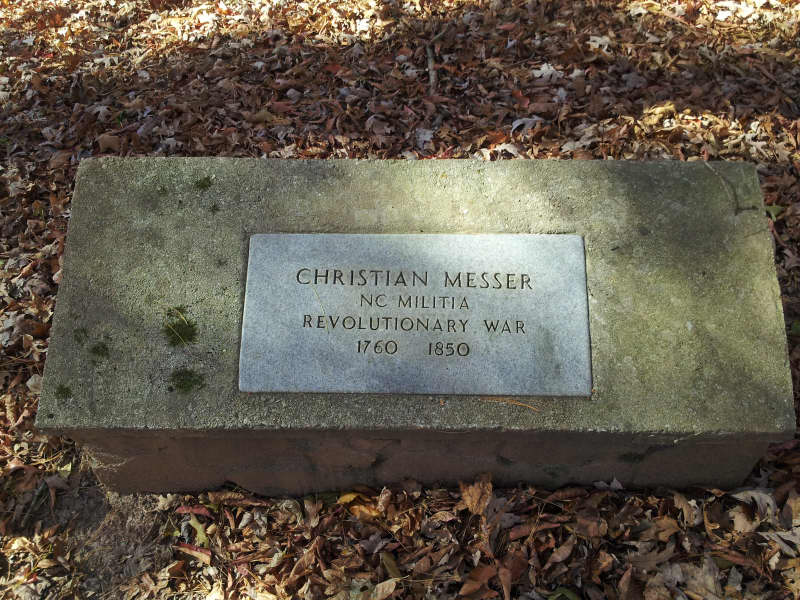 CHRISTIAN MESSER
NC MILITIA
REVOLUTIONARY WAR
1760 1850